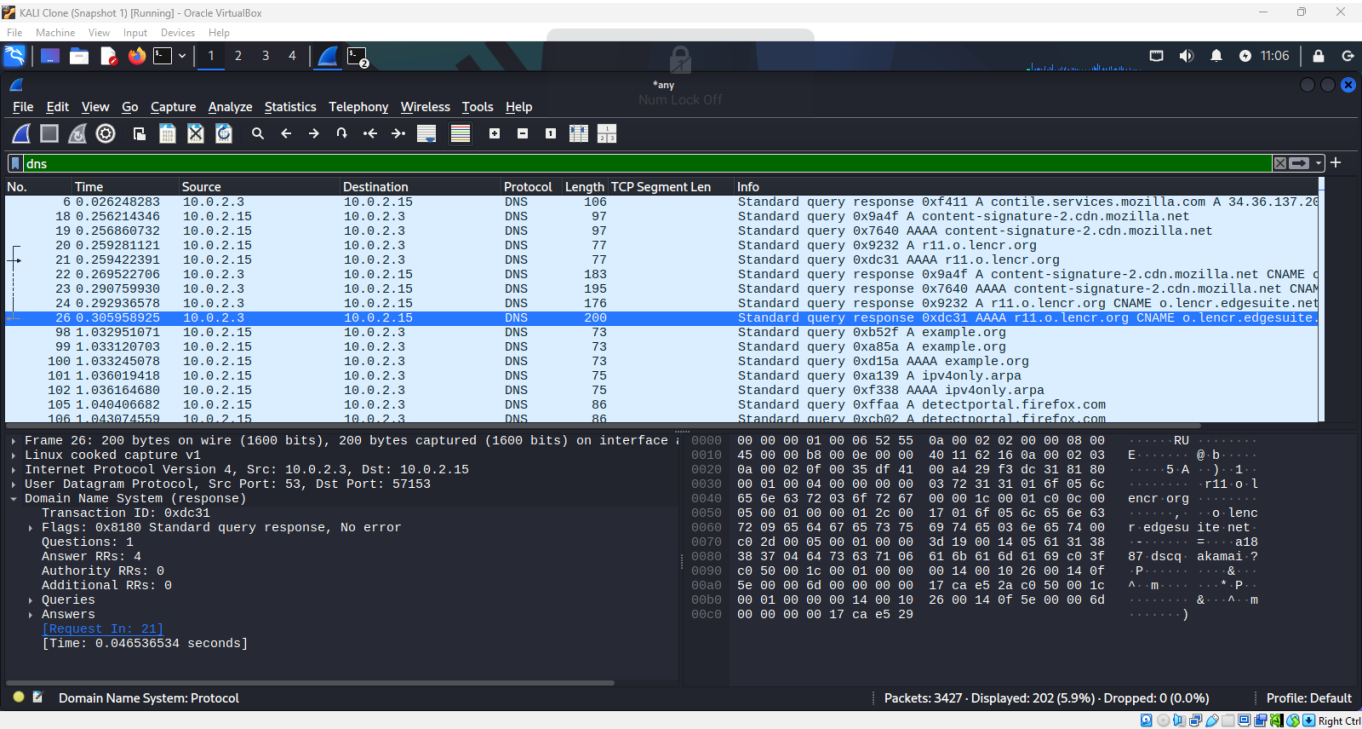 KALI Clone (Snapshot 1) [Running] - Oracle VirtualBox
File Machine View Input Devices Help
1 2 3 4 2 11:06
*any
Num Lock Off
File Edit View Go Capture Analyze Statistics Telephony Wireless Tools Help
dns
No. Time Source Destination Protocol Length TCP Segment Len Info
6 0.026248283 10.0.2.3 10.0.2.15 DNS 106 Standard query response 0xf411 A contile.services.mozilla.com A 34.36.137.20
18 0.256214346 10.0.2.15 10.0.2.3 DNS 97 Standard query 0x9a4f A content-signature-2.cdn.mozilla.net
19 0.256860732 10.0.2.15 10.0.2.3 DNS 97 Standard query 0x7640 AAAA content-signature-2.cdn.mozilla.net
20 0.259281121 10.0.2.15 10.0.2.3 DNS 77 Standard query 0x9232 A r11.o.lencr.org
21 0.259422391 10.0.2.15 10.0.2.3 DNS 77 Standard query 0xdc31 AAAA r11.o.lencr.org
22 0.269522706 10.0.2.3 10.0.2.15 DNS 183 Standard query response 0x9a4f A content-signature-2.cdn.mozilla.net CNAME
23 0.290759930 10.0.2.3 10.0.2.15 DNS 195 Standard query response 0x7640 AAAA content-signature-2.cdn.mozilla.net CNAM
24 0.292936578 10.0.2.3 10.0.2.15 DNS 176 Standard query response 0x9232 A r11.o.lencr.org CNAME o.lencr.edgesuite.net
26 0.305958925 10.0.2.3 10.0.2.15 DNS 200 Standard query response 0xdc31 AAAA r11.o.lencr.org CNAME o.lencr.edgesuite.
98 1.032951071 10.0.2.15 10.0.2.3 DNS 73 Standard query 0xb52f A example.org
99 1.033120703 10.0.2.15 10.0.2.3 DNS 73 Standard query 0xa85a A example.org
100 1.033245078 10.0.2.15 10.0.2.3 DNS 73 Standard query 0xd15a AAAA example.org
101 1.036019418 10.0.2.15 10.0.2.3 DNS 75 Standard query 0xa139 A ipv4only.arpa
102 1.036164680 10.0.2.15 10.0.2.3 DNS 75 Standard query 0xf338 AAAA ipv4only.arpa
105 1.040406682 10.0.2.15 10.0.2.3 DNS 86 Standard query 0xffaa A detectportal.firefox.com
106 1.043074559 10.0.2.15 10.0.2.3 DNS 86 Standard query 0xcb02 A detectportal.firefox.com
Frame 26: 200 bytes on wire (1600 bits), 200 bytes captured (1600 bits) on interface
Linux cooked capture v1
Internet Protocol Version 4, Src: 10.0.2.3, Dst: 10.0.2.15
User Datagram Protocol, Src Port: 53, Dst Port: 57153
Domain Name System (response)
Transaction ID: 0xdc31
Flags: 0x8180 Standard query response, No error
Questions: 1
Answer RRs: 4
Authority RRs: 0
Additional RRs: 0
Queries
Answers
[Request In: 21]
[Time: 0.046536534 seconds]
0000 00 00 00 01 00 06 52 55 0a 00 02 02 00 00 08 00 ······RU ········
0010 45 00 00 b8 00 0e 00 00 40 11 62 16 0a 00 02 03 E······· @·b·····
0020 0a 00 02 0f 00 35 df 41 00 a4 29 f3 dc 31 81 80 ·····5·A ··)··1··
0030 00 01 00 04 00 00 00 00 03 72 31 31 01 6f 05 6c ········ ·r11·o·l
0040 65 6e 63 72 03 6f 72 67 00 00 1c 00 01 c0 0c 00 encr·org ········
0050 05 00 01 00 00 01 2c 00 17 01 6f 05 6c 65 6e 63 ······,· ··o·lenc
0060 72 09 65 64 67 65 73 75 69 74 65 03 6e 65 74 00 r·edgesu ite·net·
0070 c0 2d 00 05 00 01 00 00 3d 19 00 14 05 61 31 38 ·-······ =····a18
0080 38 37 04 64 73 63 71 06 61 6b 61 6d 61 69 c0 3f 87·dscq· akamai·?
0090 c0 50 00 1c 00 01 00 00 00 14 00 10 26 00 14 0f ·P······ ····&···
00a0 5e 00 00 6d 00 00 00 00 17 ca e5 2a c0 50 00 1c ^··m···· ···*·P··
00b0 00 01 00 00 00 14 00 10 26 00 14 0f 5e 00 00 6d ········ &···^··m
00c0 00 00 00 00 17 ca e5 29 ·······)
Domain Name System: Protocol Packets: 3427 · Displayed: 202 (5.9%) · Dropped: 0 (0.0%) Profile: Default
Right Ctrl